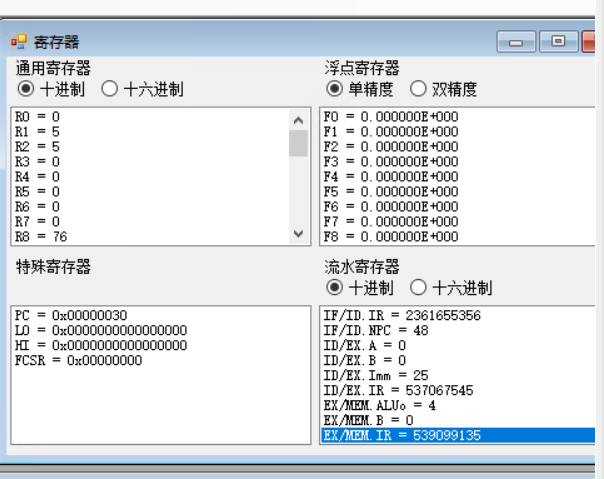 寄存器
通用寄存器
十进制 十六进制
R0 = 0
R1 = 5
R2 = 5
R3 = 0
R4 = 0
R5 = 0
R6 = 0
R7 = 0
R8 = 76
浮点寄存器
单精度 双精度
F0 = 0.000000E+000
F1 = 0.000000E+000
F2 = 0.000000E+000
F3 = 0.000000E+000
F4 = 0.000000E+000
F5 = 0.000000E+000
F6 = 0.000000E+000
F7 = 0.000000E+000
F8 = 0.000000E+000
特殊寄存器
PC = 0x00000030
LO = 0x0000000000000000
HI = 0x0000000000000000
FCSR = 0x00000000
流水寄存器
十进制 十六进制
IF/ID.IR = 2361655356
IF/ID.NPC = 48
ID/EX.A = 0
ID/EX.B = 0
ID/EX.Imm = 25
ID/EX.IR = 537067545
EX/MEM.ALUo = 4
EX/MEM.B = 0
EX/MEM.IR = 539099135